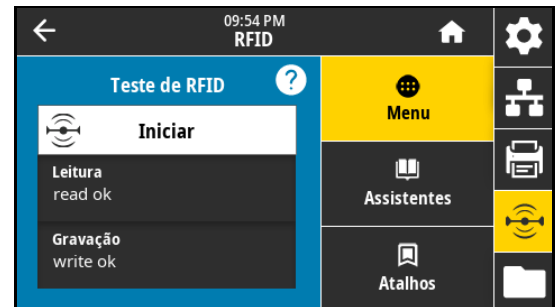 09:54 PM
RFID
Teste de RFID
?
Iniciar
Leitura
read ok
Gravação
write ok
Menu
Assistentes
Atalhos